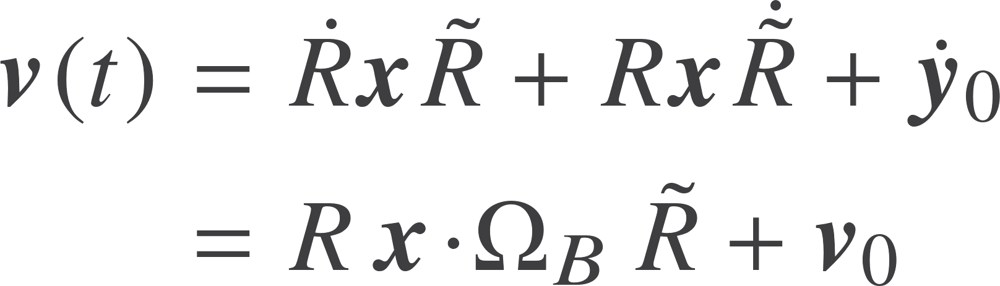 𝒗(t) = Ṙ𝒙R̃ + R𝒙R̃̇ + 𝒚̇₀
= R 𝒙·Ω_B R̃ + 𝒗₀